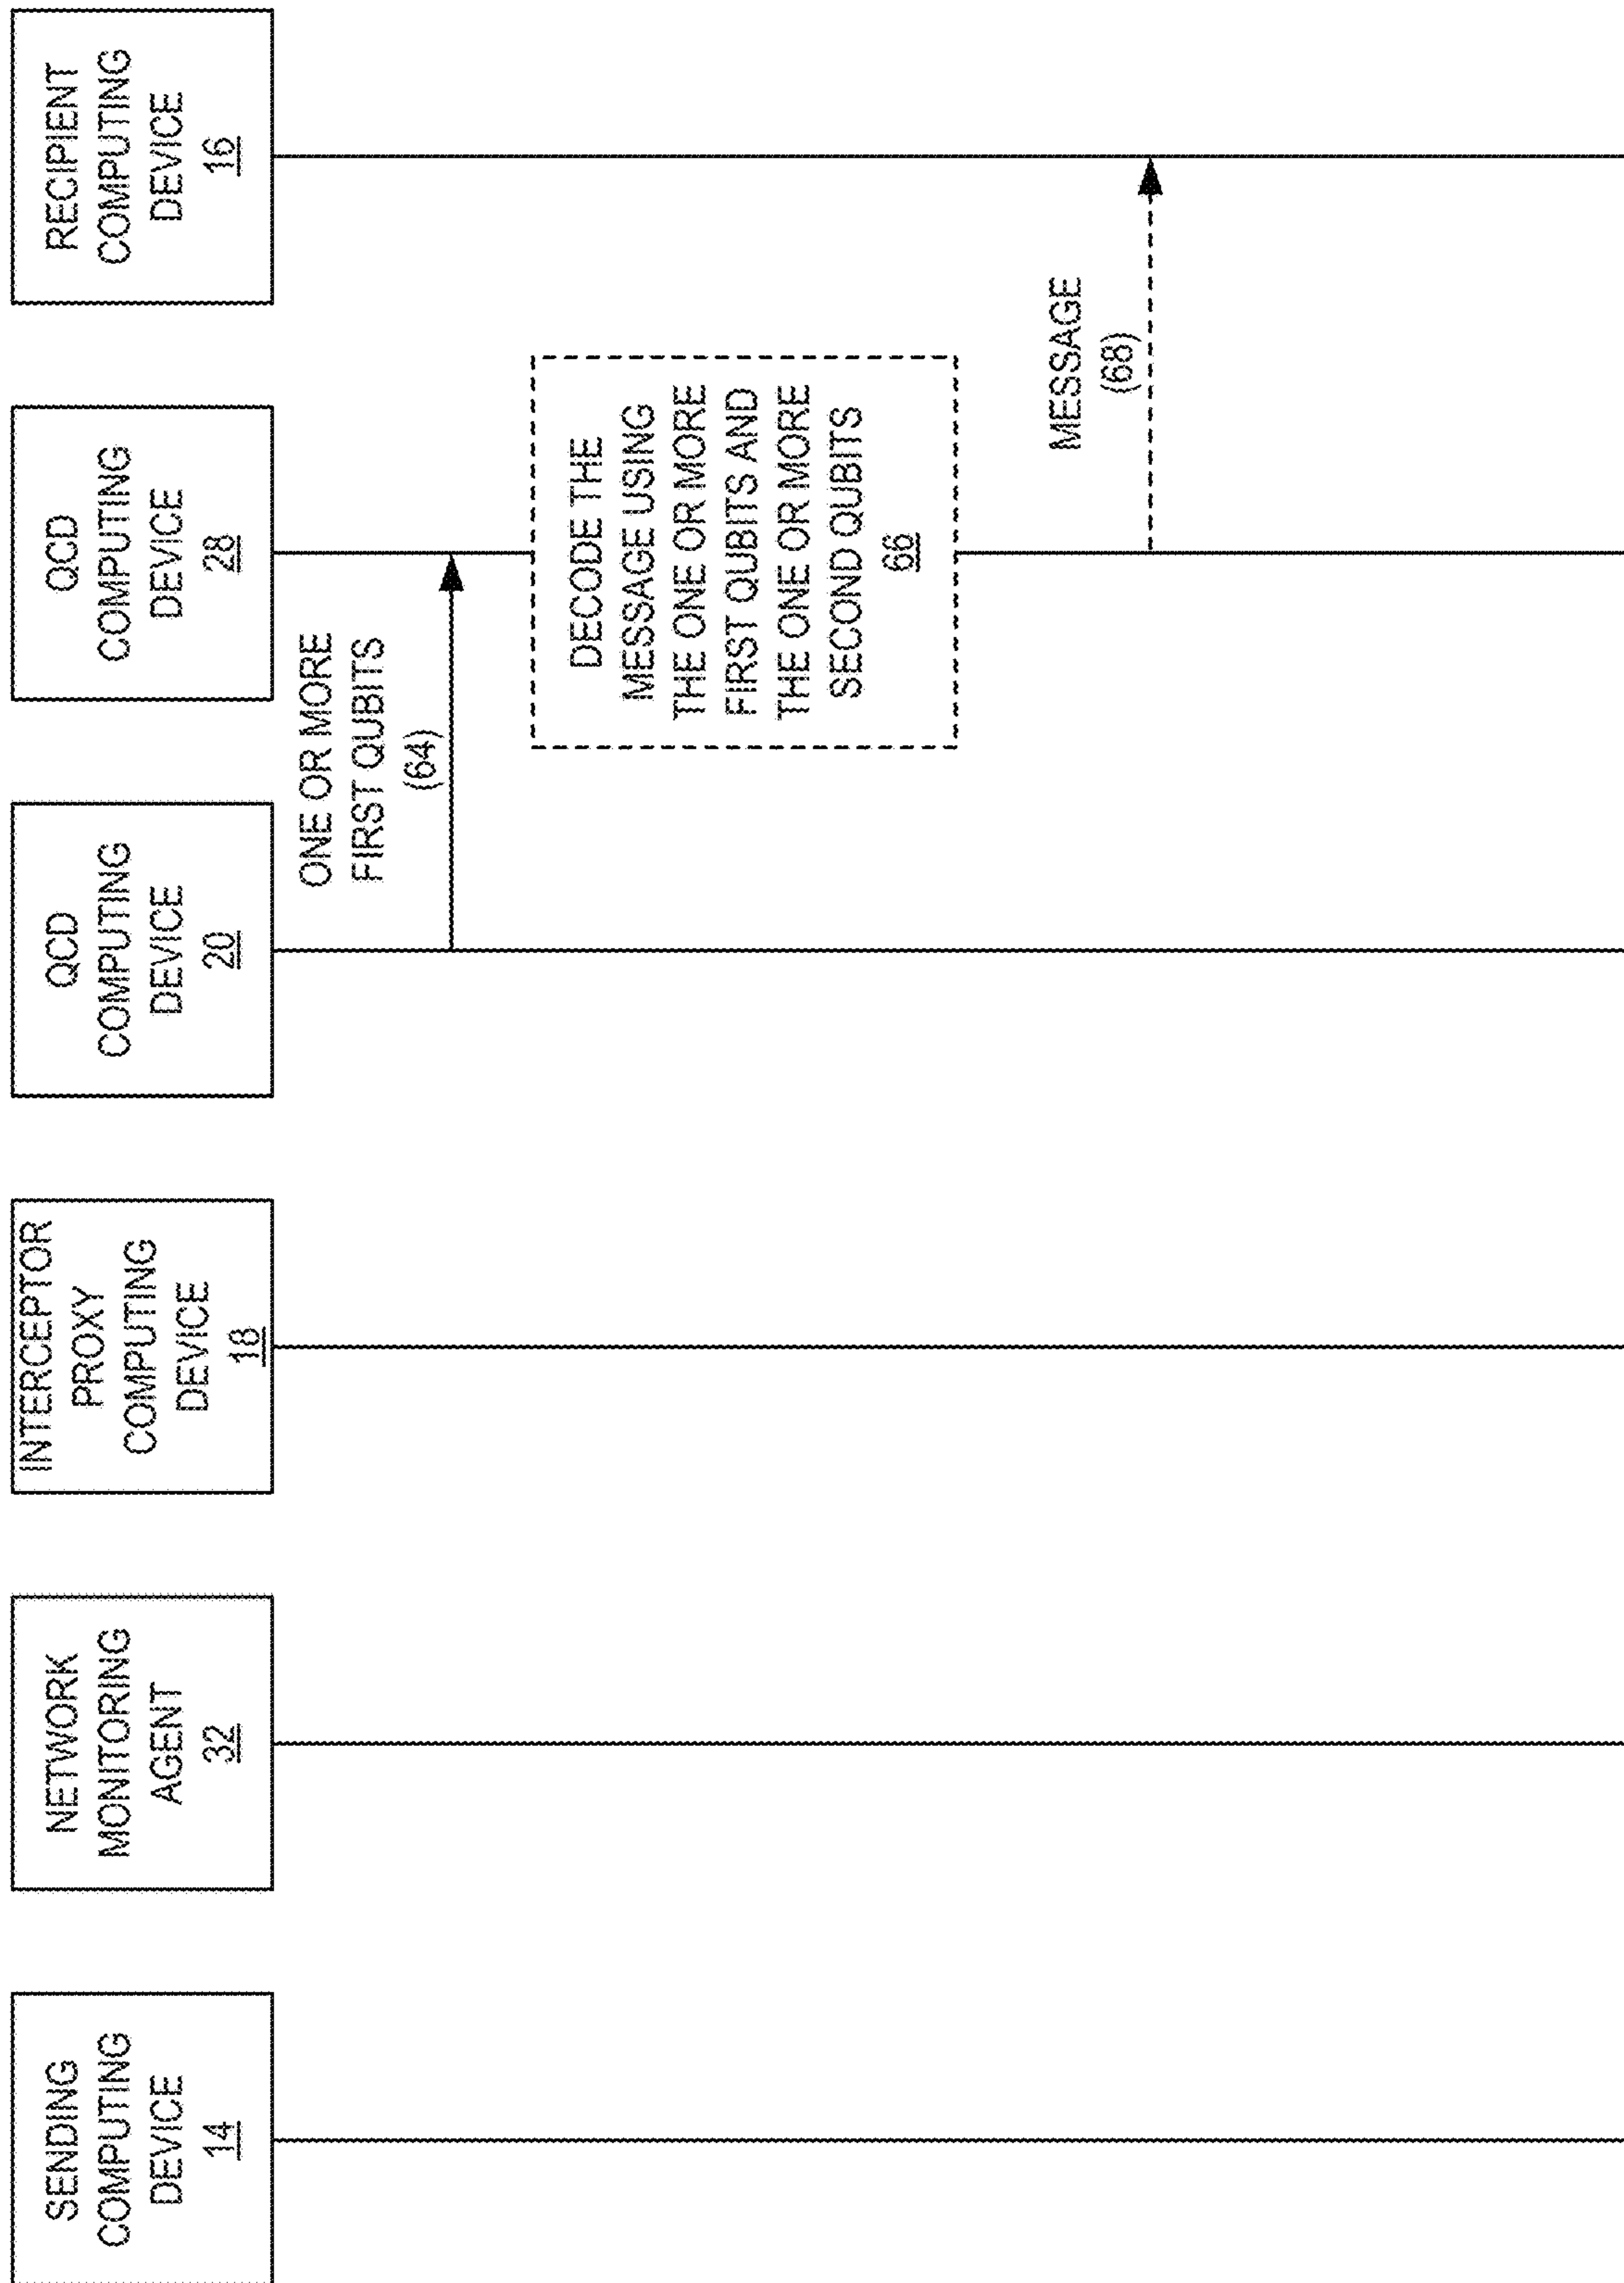 SENDING
COMPUTING
DEVICE
14
NETWORK
MONITORING
AGENT
32
INTERCEPTOR
PROXY
COMPUTING
DEVICE
18
QCD
COMPUTING
DEVICE
20
QCD
COMPUTING
DEVICE
28
RECIPIENT
COMPUTING
DEVICE
16
ONE OR MORE
FIRST QUBITS
(64)
DECODE THE
MESSAGE USING
THE ONE OR MORE
FIRST QUBITS AND
THE ONE OR MORE
SECOND QUBITS
66
MESSAGE
(68)